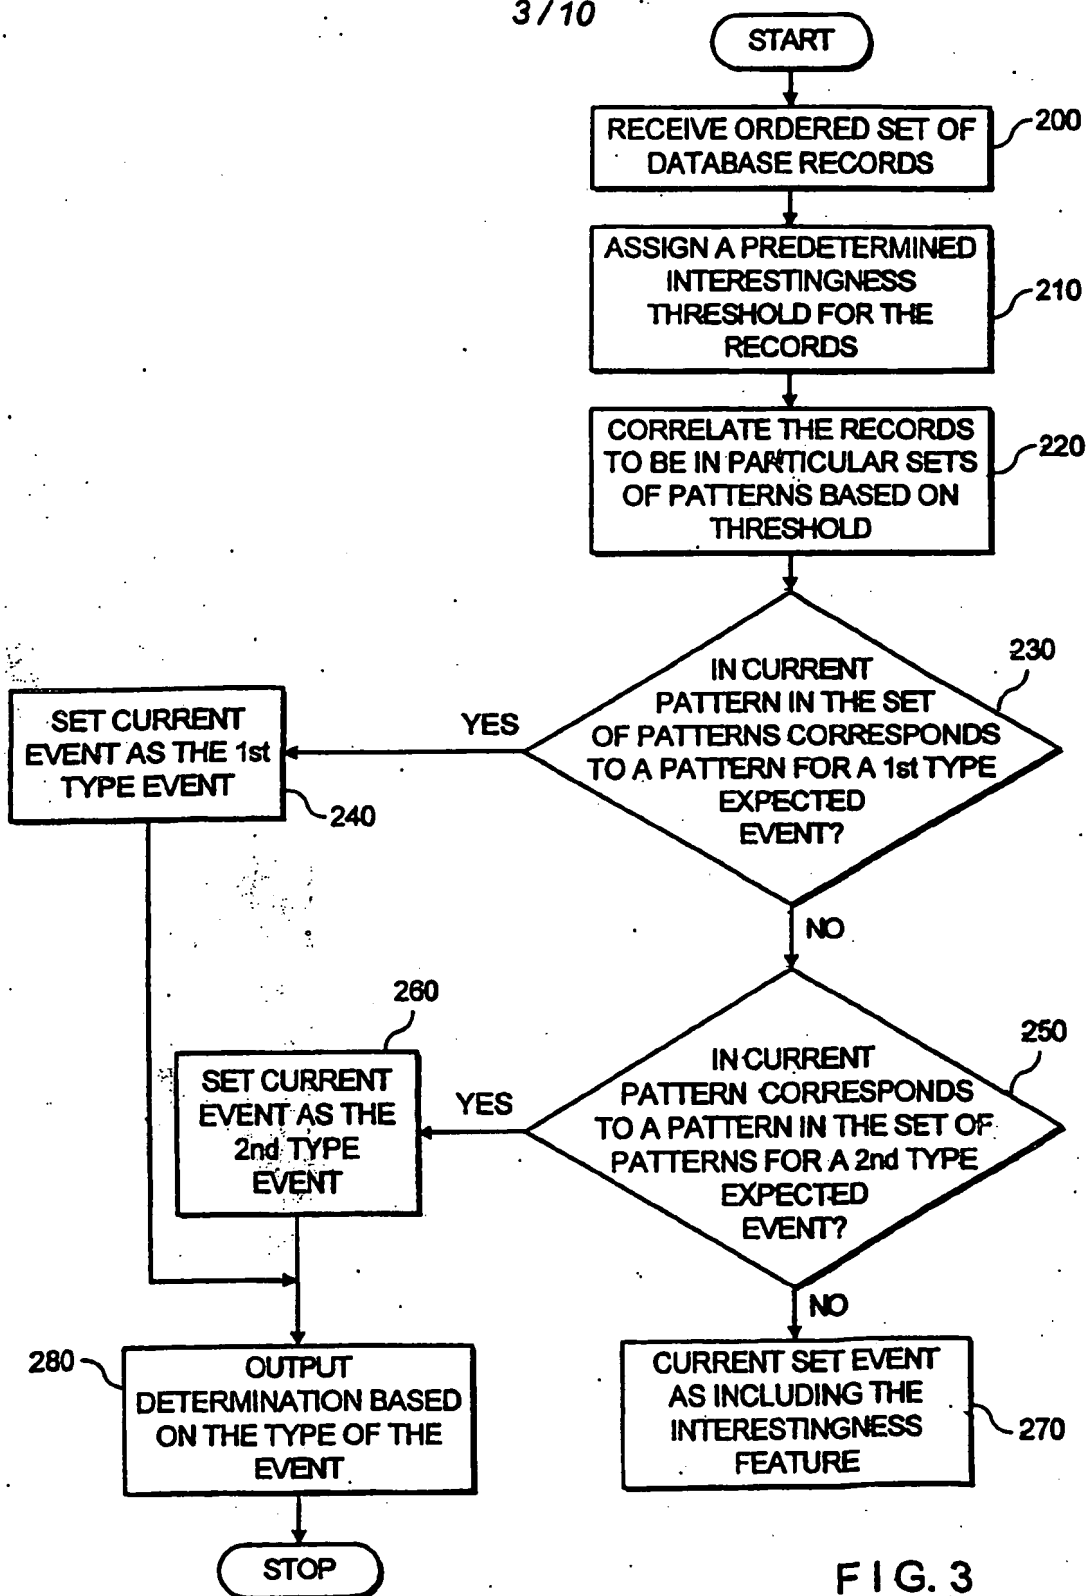 3/10
START
RECEIVE ORDERED SET OF
DATABASE RECORDS
200
ASSIGN A PREDETERMINED
INTERESTINGNESS
THRESHOLD FOR THE
RECORDS
210
CORRELATE THE RECORDS
TO BE IN PARTICULAR SETS
OF PATTERNS BASED ON
THRESHOLD
220
IN CURRENT
PATTERN IN THE SET
OF PATTERNS CORRESPONDS
TO A PATTERN FOR A 1st TYPE
EXPECTED
EVENT?
230
YES
SET CURRENT
EVENT AS THE 1st
TYPE EVENT
240
NO
IN CURRENT
PATTERN CORRESPONDS
TO A PATTERN IN THE SET OF
PATTERNS FOR A 2nd TYPE
EXPECTED
EVENT?
250
YES
260
SET CURRENT
EVENT AS THE
2nd TYPE
EVENT
NO
CURRENT SET EVENT
AS INCLUDING THE
INTERESTINGNESS
FEATURE
270
280
OUTPUT
DETERMINATION BASED
ON THE TYPE OF THE
EVENT
STOP
FIG. 3